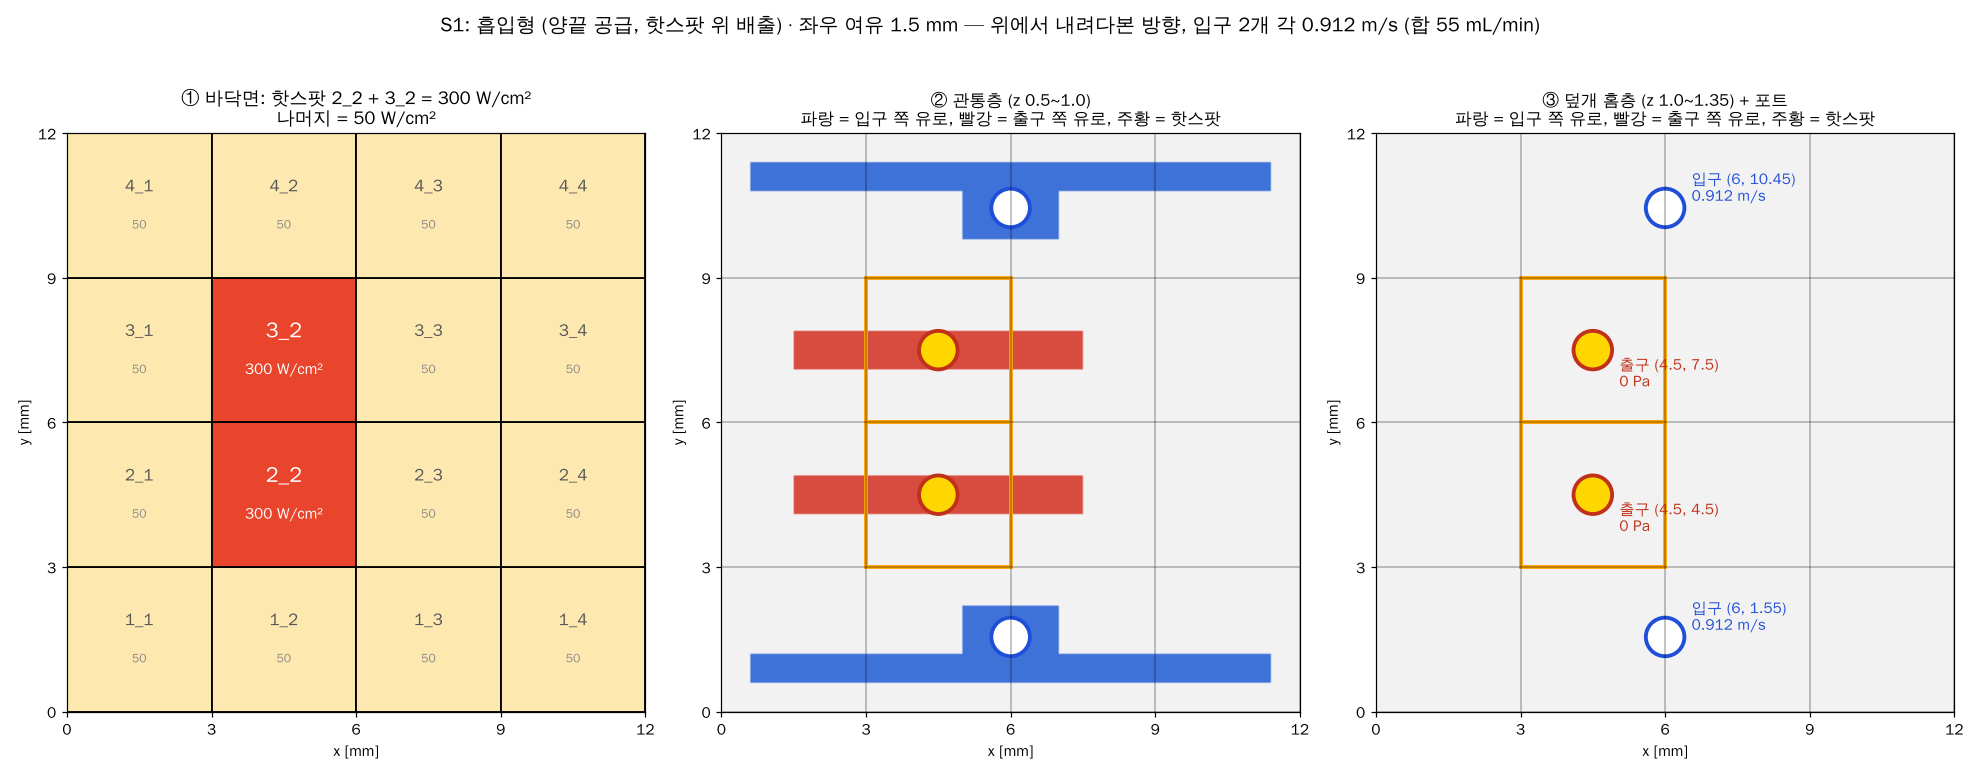 S1: 흡입형 (양끝 공급, 핫스팟 위 배출) · 좌우 여유 1.5 mm — 위에서 내려다본 방향, 입구 2개 각 0.912 m/s (합 55 mL/min)
① 바닥면: 핫스팟 2_2 + 3_2 = 300 W/cm²
나머지 = 50 W/cm²
12
9
6
3
0
y [mm]
4_1
4_2
4_3
4_4
50
50
50
50
3_1
3_2
3_3
3_4
50
300 W/cm²
50
50
2_1
2_2
2_3
2_4
50
300 W/cm²
50
50
1_1
1_2
1_3
1_4
50
50
50
50
0
3
6
9
12
x [mm]
② 관통층 (z 0.5~1.0)
파랑 = 입구 쪽 유로, 빨강 = 출구 쪽 유로, 주황 = 핫스팟
12
9
6
3
0
y [mm]
0
3
6
9
12
x [mm]
③ 덮개 홈층 (z 1.0~1.35) + 포트
파랑 = 입구 쪽 유로, 빨강 = 출구 쪽 유로, 주황 = 핫스팟
12
9
6
3
0
y [mm]
입구 (6, 10.45)
0.912 m/s
출구 (4.5, 7.5)
0 Pa
출구 (4.5, 4.5)
0 Pa
입구 (6, 1.55)
0.912 m/s
0
3
6
9
12
x [mm]